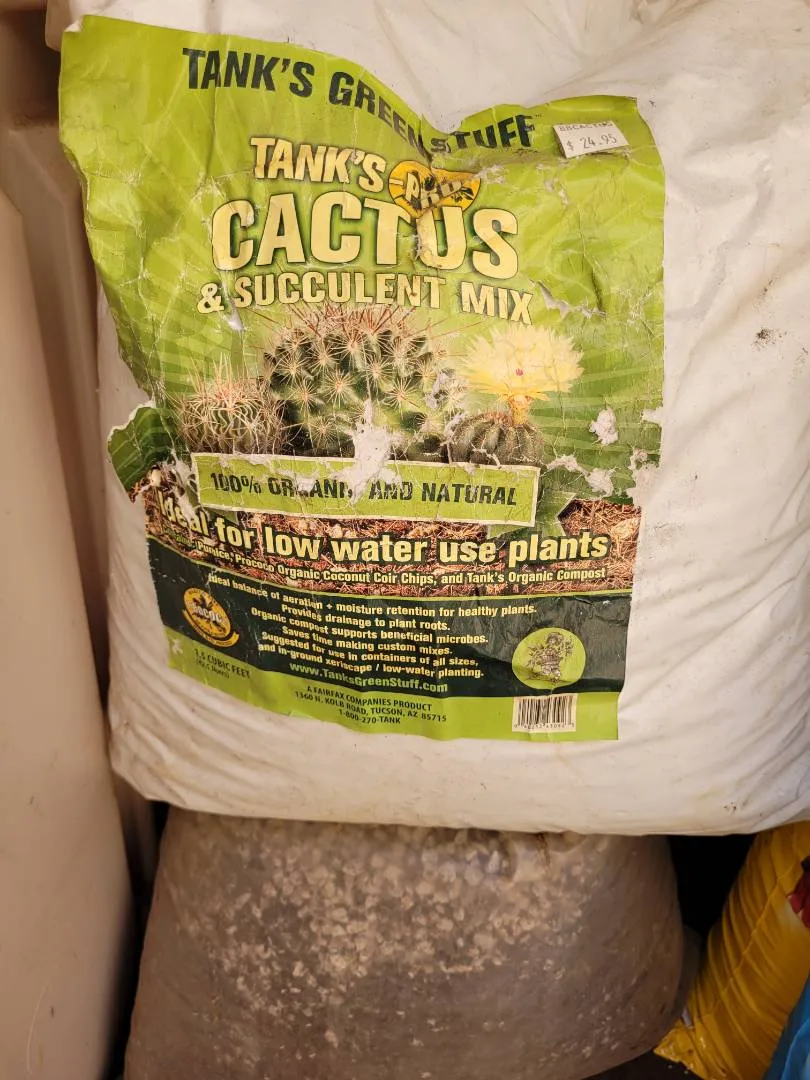 TANK'S GREEN STUFF
BBCACTUS
$ 24.95
TANK'S PRO
CACTUS
& SUCCULENT MIX
100% ORGANIC AND NATURAL
Ideal for low water use plants
Pumice, Prococo Organic Coconut Coir Chips, and Tank's Organic Compost
Ideal balance of aeration + moisture retention for healthy plants.
Provides drainage to plant roots.
Organic compost supports beneficial microbes.
Saves time making custom mixes.
Suggested for use in containers of all sizes,
and in-ground xeriscape / low-water planting.
www.TanksGreenStuff.com
1.5 CUBIC FEET
A FAIRFAX COMPANIES PRODUCT
1360 N. KOLB ROAD, TUCSON, AZ 85715
1-800-270-TANK